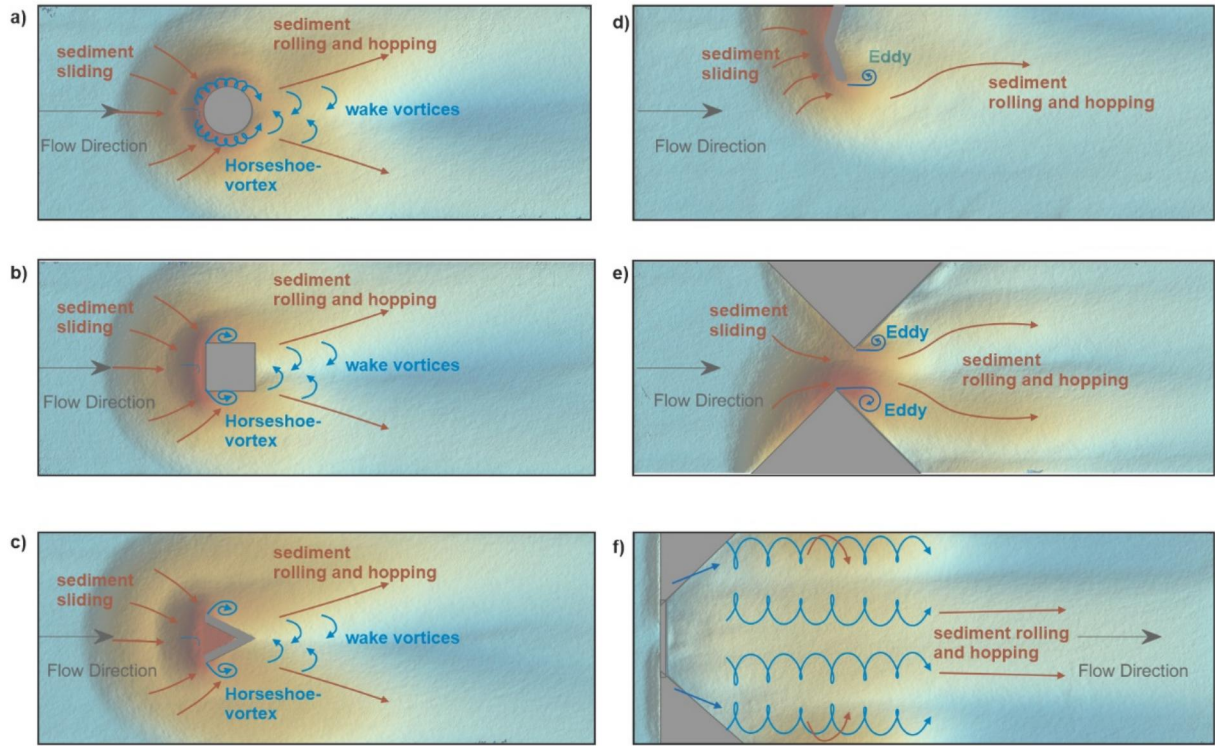 a)
sediment
rolling and hopping
sediment
sliding
wake vortices
Flow Direction
Horseshoe-
vortex
b)
sediment
rolling and hopping
sediment
sliding
wake vortices
Flow Direction
Horseshoe-
vortex
c)
sediment
rolling and hopping
sediment
sliding
wake vortices
Flow Direction
Horseshoe-
vortex
d)
Eddy
sediment
sliding
sediment
rolling and hopping
Flow Direction
e)
sediment
sliding
Eddy
sediment
rolling and hopping
Flow Direction
Eddy
f)
sediment rolling
and hopping
Flow Direction